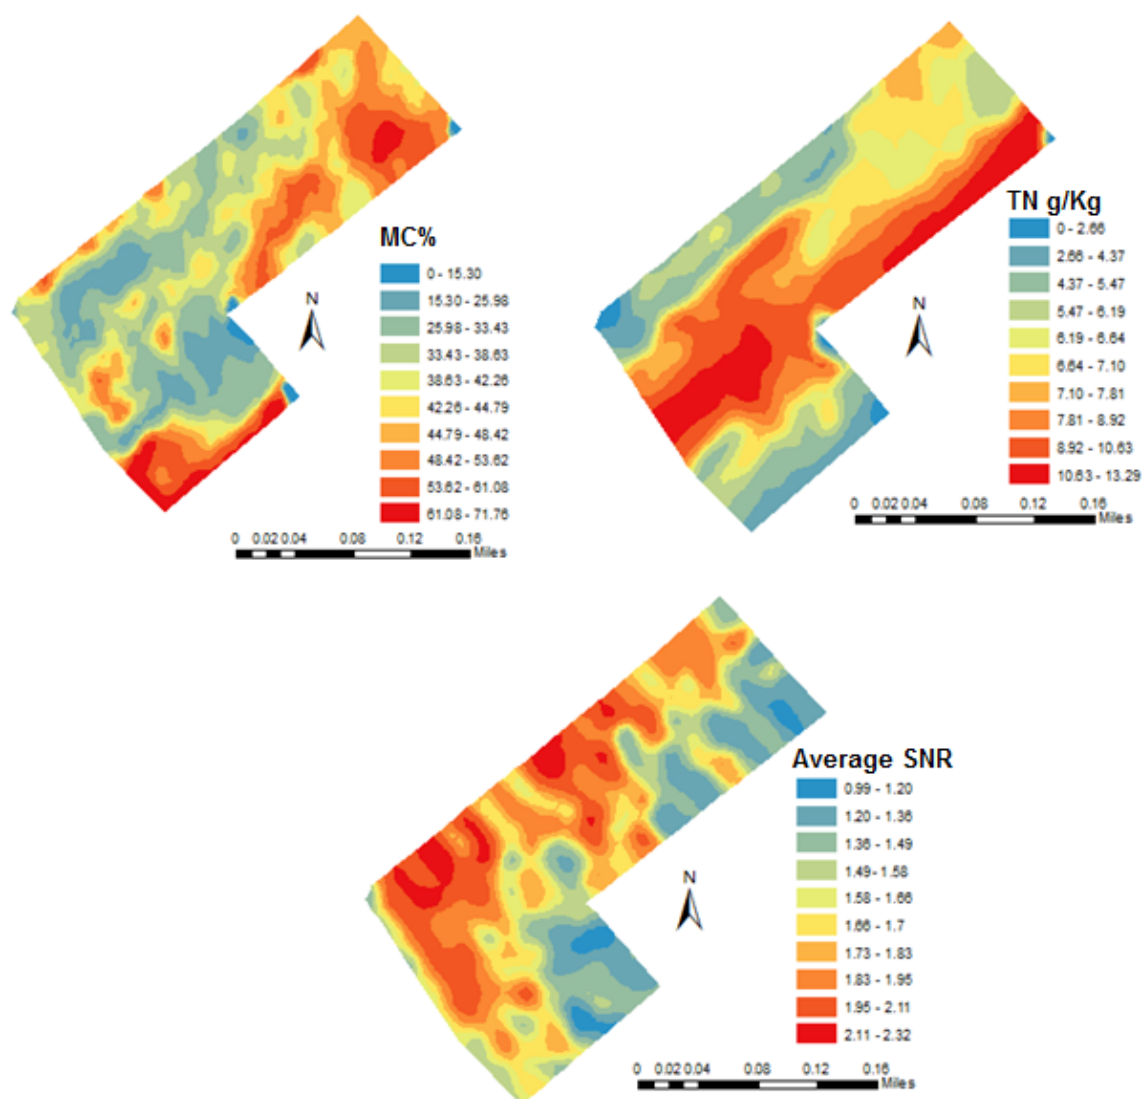 MC%
0 - 15.30
15.30 - 25.98
25.98 - 33.43
33.43 - 38.63
38.63 - 42.26
42.26 - 44.79
44.79 - 48.42
48.42 - 53.62
53.62 - 61.08
61.08 - 71.76
N
0 0.02 0.04 0.08 0.12 0.16
Miles
TN g/Kg
0 - 2.66
2.66 - 4.37
4.37 - 5.47
5.47 - 6.19
6.19 - 6.64
6.64 - 7.10
7.10 - 7.81
7.81 - 8.92
8.92 - 10.63
10.63 - 13.29
N
0 0.02 0.04 0.08 0.12 0.16
Miles
Average SNR
0.99 - 1.20
1.20 - 1.36
1.36 - 1.49
1.49 - 1.58
1.58 - 1.66
1.66 - 1.7
1.73 - 1.83
1.83 - 1.95
1.95 - 2.11
2.11 - 2.32
N
0 0.02 0.04 0.08 0.12 0.16
Miles